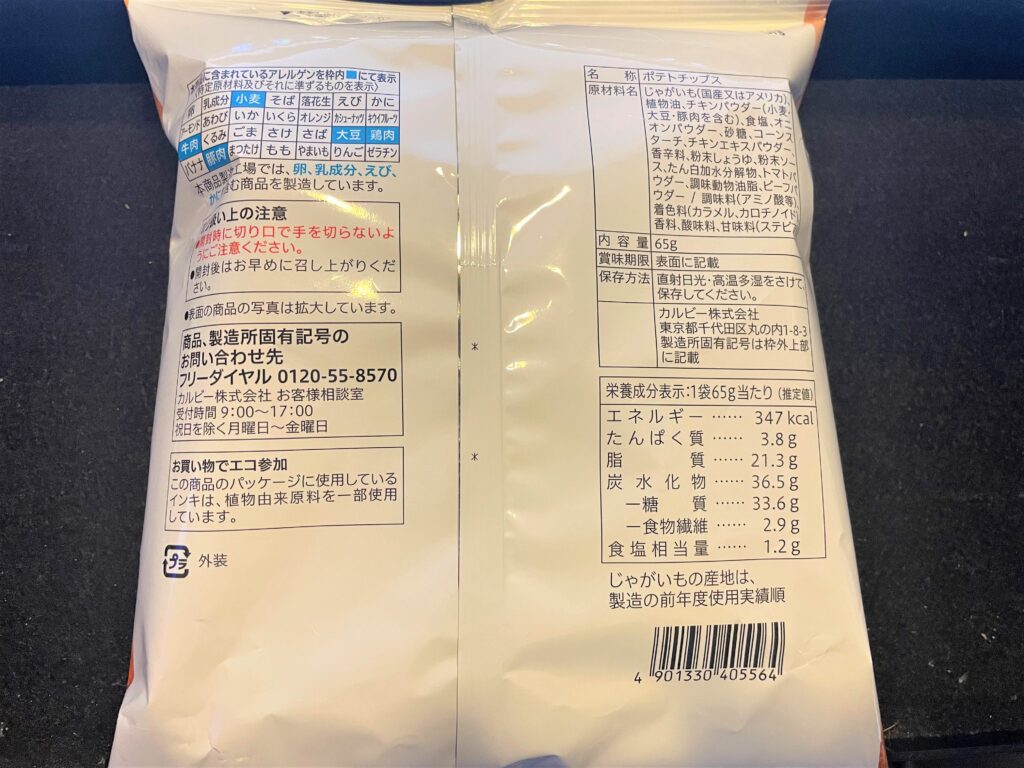 に含まれているアレルゲンを枠内■にて表示
(特定原材料及びそれに準ずるものを表示)
卵 乳成分 小麦 そば 落花生 えび かに
アーモンド あわび いか いくら オレンジ カシューナッツ キウイフルーツ
牛肉 くるみ ごま さけ さば 大豆 鶏肉
バナナ 豚肉 まつたけ もも やまいも りんご ゼラチン
本商品製造工場では、卵、乳成分、えび、
かに含む商品を製造しています。
扱い上の注意
●開封時に切り口で手を切らないよ
うにご注意ください。
●開封後はお早めに召し上がりくだ
さい。
●表面の商品の写真は拡大しています。
商品、製造所固有記号の
お問い合わせ先
フリーダイヤル 0120-55-8570
カルビー株式会社 お客様相談室
受付時間 9:00〜17:00
祝日を除く月曜日〜金曜日
お買い物でエコ参加
この商品のパッケージに使用している
インキは、植物由来原料を一部使用
しています。
プラ 外装
*
*
名称 ポテトチップス
原材料名 じゃがいも(国産又はアメリカ)、
植物油、チキンパウダー(小麦・
大豆・豚肉を含む)、食塩、オニ
オンパウダー、砂糖、コーンス
ターチ、チキンエキスパウダー、
香辛料、粉末しょうゆ、粉末ソー
ス、たん白加水分解物、トマトパ
ウダー、調味動物油脂、ビーフパ
ウダー / 調味料(アミノ酸等)、
着色料(カラメル、カロチノイド)、
香料、酸味料、甘味料(ステビア
内容量 65g
賞味期限 表面に記載
保存方法 直射日光・高温多湿をさけて、
保存してください。
カルビー株式会社
東京都千代田区丸の内1-8-3
製造所固有記号は枠外上部
に記載
栄養成分表示:1袋65g当たり (推定値)
エネルギー …… 347 kcal
たんぱく質 …… 3.8 g
脂質 …… 21.3 g
炭水化物 …… 36.5 g
―糖質 …… 33.6 g
―食物繊維 …… 2.9 g
食塩相当量 …… 1.2 g
じゃがいもの産地は、
製造の前年度使用実績順
4 901330 405564